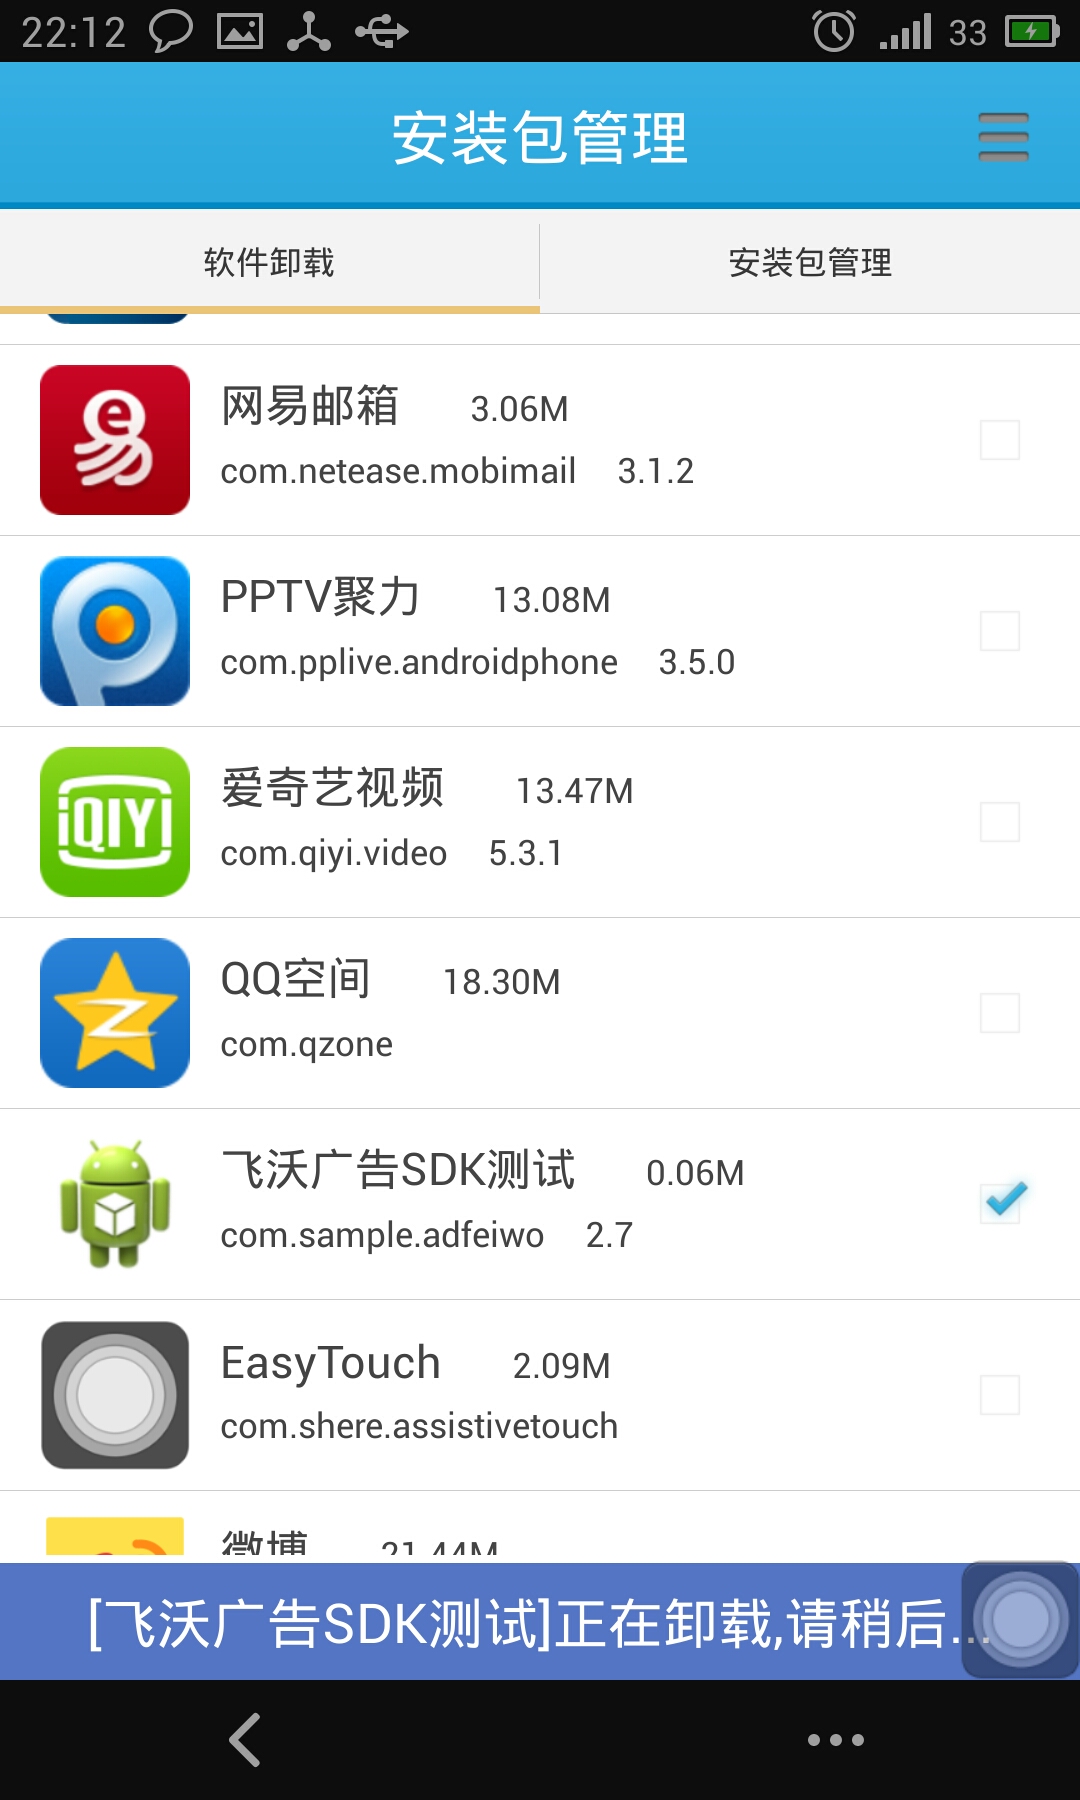 22:12 33
安装包管理
软件卸载 安装包管理
网易邮箱 3.06M
com.netease.mobimail 3.1.2
PPTV聚力 13.08M
com.pplive.androidphone 3.5.0
iQIYI
爱奇艺视频 13.47M
com.qiyi.video 5.3.1
QQ空间 18.30M
com.qzone
飞沃广告SDK测试 0.06M
com.sample.adfeiwo 2.7
EasyTouch 2.09M
com.shere.assistivetouch
微博 21.44M
[飞沃广告SDK测试]正在卸载,请稍后...